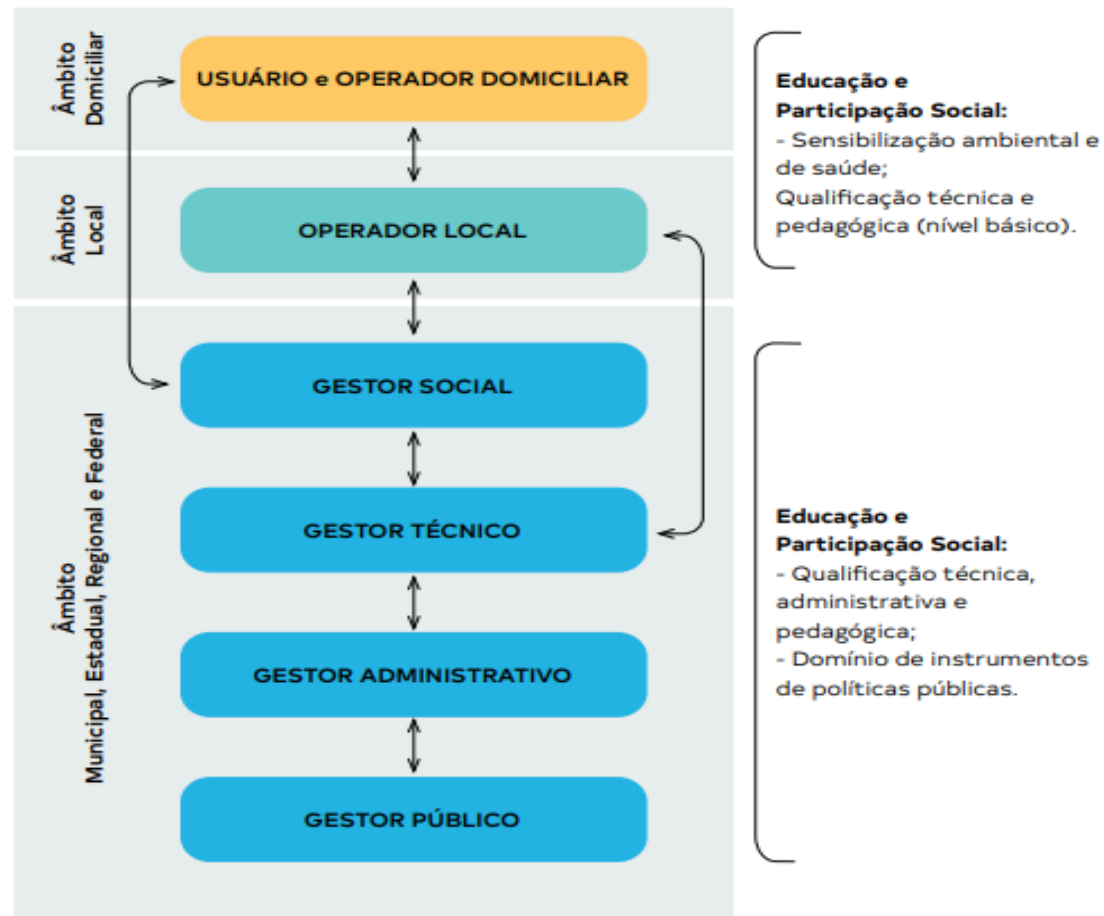 Âmbito
Domiciliar
USUÁRIO e OPERADOR DOMICILIAR
Âmbito
Local
OPERADOR LOCAL
Educação e
Participação Social:
- Sensibilização ambiental e
de saúde;
Qualificação técnica e
pedagógica (nível básico).
Âmbito
Municipal, Estadual, Regional e Federal
GESTOR SOCIAL
GESTOR TÉCNICO
GESTOR ADMINISTRATIVO
GESTOR PÚBLICO
Educação e
Participação Social:
- Qualificação técnica,
administrativa e
pedagógica;
- Domínio de instrumentos
de políticas públicas.